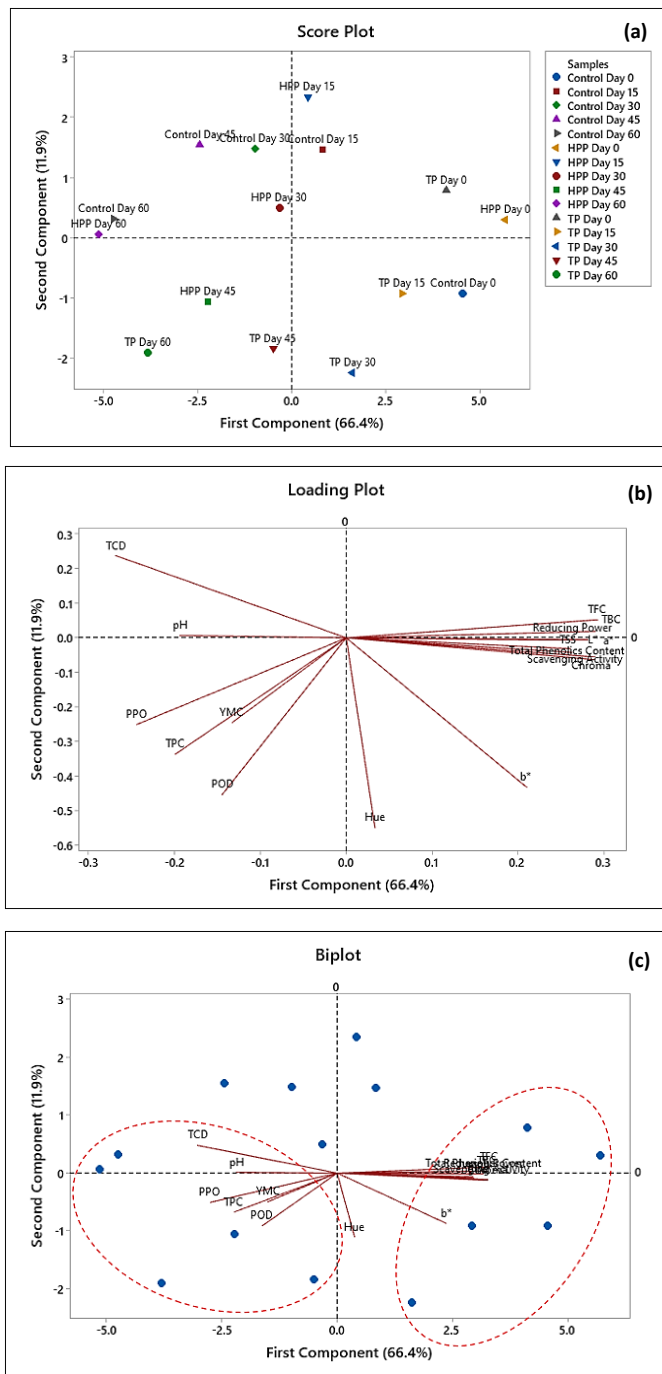 Score Plot
(a)
3
2
1
0
-1
-2
-5.0
-2.5
0.0
2.5
5.0
Second Component (11.9%)
First Component (66.4%)
HPP Day 15
Control Day 45
Control Day 30
Control Day 15
HPP Day 30
TP Day 0
HPP Day 0
Control Day 60
HPP Day 60
TP Day 15
Control Day 0
HPP Day 45
TP Day 60
TP Day 45
TP Day 30
Samples
Control Day 0
Control Day 15
Control Day 30
Control Day 45
Control Day 60
HPP Day 0
HPP Day 15
HPP Day 30
HPP Day 45
HPP Day 60
TP Day 0
TP Day 15
TP Day 30
TP Day 45
TP Day 60
Loading Plot
(b)
0
0.3
0.2
0.1
0.0
-0.1
-0.2
-0.3
-0.4
-0.5
-0.6
-0.3
-0.2
-0.1
0.0
0.1
0.2
0.3
0
Second Component (11.9%)
First Component (66.4%)
TCD
pH
PPO
YMC
TPC
POD
Hue
b*
TFC
TBC
Reducing Power
TSS L* a*
Total Phenolics Content
Scavenging Activity
Chroma
Biplot
(c)
0
3
2
1
0
-1
-2
-5.0
-2.5
0.0
2.5
5.0
0
Second Component (11.9%)
First Component (66.4%)
TCD
pH
PPO
YMC
TPC
POD
Hue
b*
TFC
Total Phenolics Content
Scavenging Activity